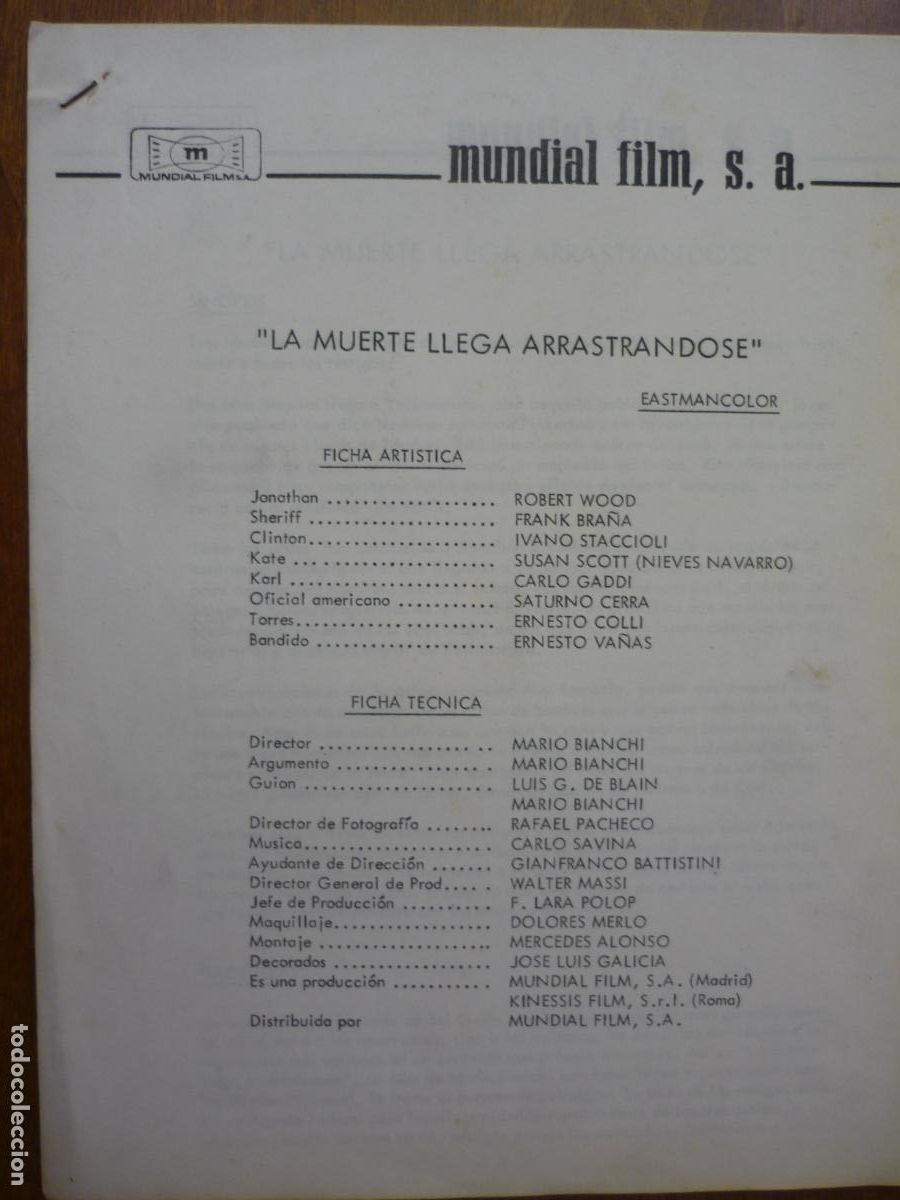 m
MUNDIAL FILM S.A.
mundial film, s. a.
"LA MUERTE LLEGA ARRASTRANDOSE"
"LA MUERTE LLEGA ARRASTRANDOSE"
EASTMANCOLOR
FICHA ARTISTICA
Jonathan ................... ROBERT WOOD
Sheriff ..................... FRANK BRAÑA
Clinton..................... IVANO STACCIOLI
Kate ... ................... SUSAN SCOTT (NIEVES NAVARRO)
Karl ....................... CARLO GADDI
Oficial americano ........... SATURNO CERRA
Torres...................... ERNESTO COLLI
Bandido .................... ERNESTO VAÑAS
FICHA TECNICA
Director ................. .. MARIO BIANCHI
Argumento ................. . MARIO BIANCHI
Guion ..................... LUIS G. DE BLAIN
MARIO BIANCHI
Director de Fotografía ........ RAFAEL PACHECO
Musica..................... CARLO SAVINA
Ayudante de Dirección ....... GIANFRANCO BATTISTINI
Director General de Prod.... . WALTER MASSI
Jefe de Producción .......... F. LARA POLOP
Maquillaje.................. DOLORES MERLO
Montaje ................... MERCEDES ALONSO
Decorados .................. JOSE LUIS GALICIA
Es una producción ........... MUNDIAL FILM, S.A. (Madrid)
KINESSIS FILM, S.r.l. (Roma)
Distribuida por MUNDIAL FILM, S.A.
todocoleccion.net